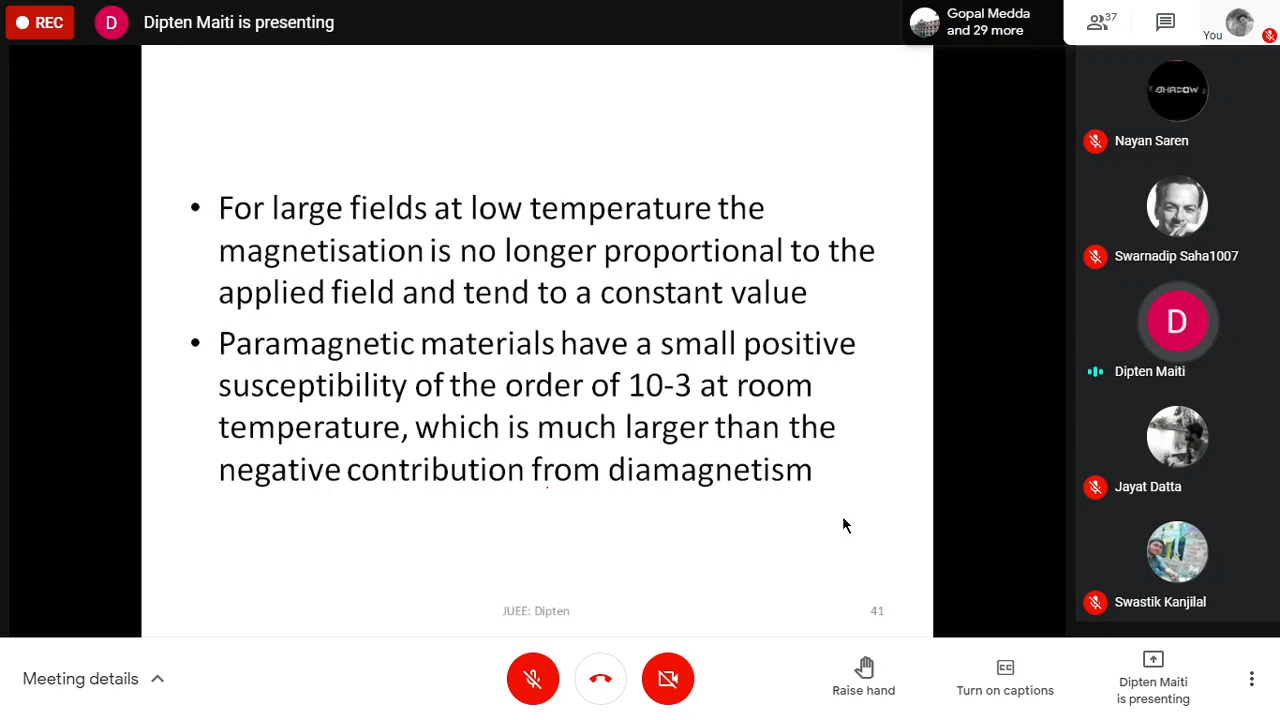 REC
D
Dipten Maiti is presenting
Gopal Medda
and 29 more
37
You
SHADOW
Nayan Saren
Swarnadip Saha1007
D
Dipten Maiti
Jayat Datta
Swastik Kanjilal
• For large fields at low temperature the
magnetisation is no longer proportional to the
applied field and tend to a constant value
• Paramagnetic materials have a small positive
susceptibility of the order of 10-3 at room
temperature, which is much larger than the
negative contribution from diamagnetism
JUEE: Dipten
41
Meeting details
Raise hand
CC
Turn on captions
Dipten Maiti
is presenting